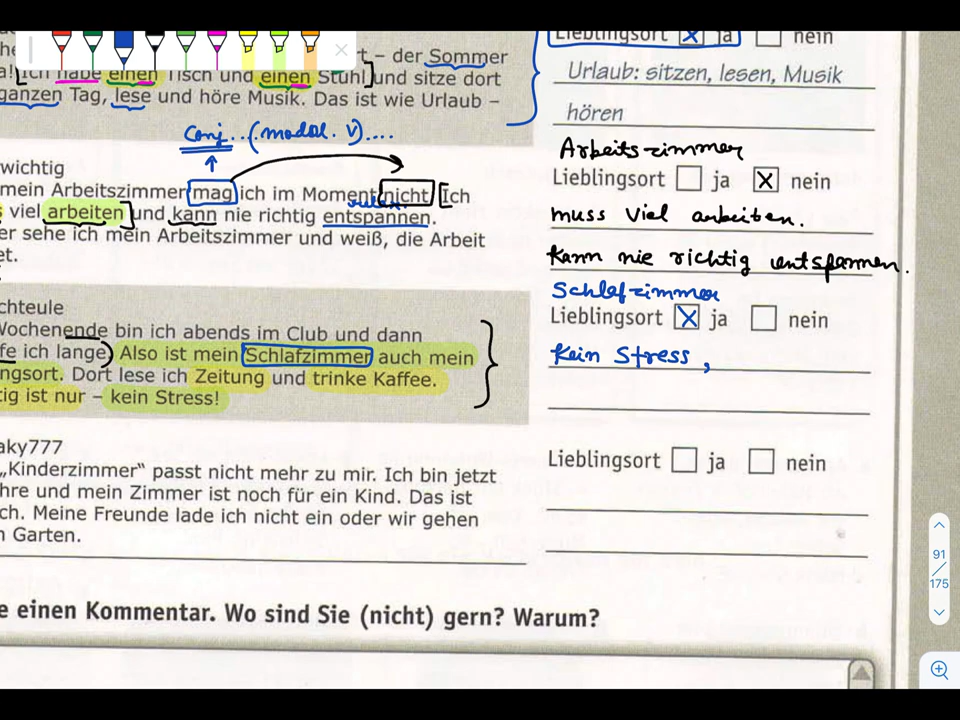 t – der Sommer
a! Ich habe einen Tisch und einen Stuhl und sitze dort
ganzen Tag, lese und höre Musik. Das ist wie Urlaub –
Lieblingsort X ja nein
Urlaub: sitzen, lesen, Musik
hören
Conj...(modal. V)....
wichtig
mein Arbeitszimmer mag ich im Moment nicht. Ich
s viel arbeiten und kann nie richtig entspannen.
er sehe ich mein Arbeitszimmer und weiß, die Arbeit
et.
Arbeitszimmer
Lieblingsort ja X nein
muss viel arbeiten.
kann nie richtig entspannen.
chteule
Wochenende bin ich abends im Club und dann
fe ich lange. Also ist mein Schlafzimmer auch mein
ngsort. Dort lese ich Zeitung und trinke Kaffee.
tig ist nur – kein Stress!
Schlafzimmer
Lieblingsort X ja nein
Kein Stress,
aky777
„Kinderzimmer“ passt nicht mehr zu mir. Ich bin jetzt
hre und mein Zimmer ist noch für ein Kind. Das ist
ch. Meine Freunde lade ich nicht ein oder wir gehen
n Garten.
Lieblingsort ja nein
e einen Kommentar. Wo sind Sie (nicht) gern? Warum?
91
/
175